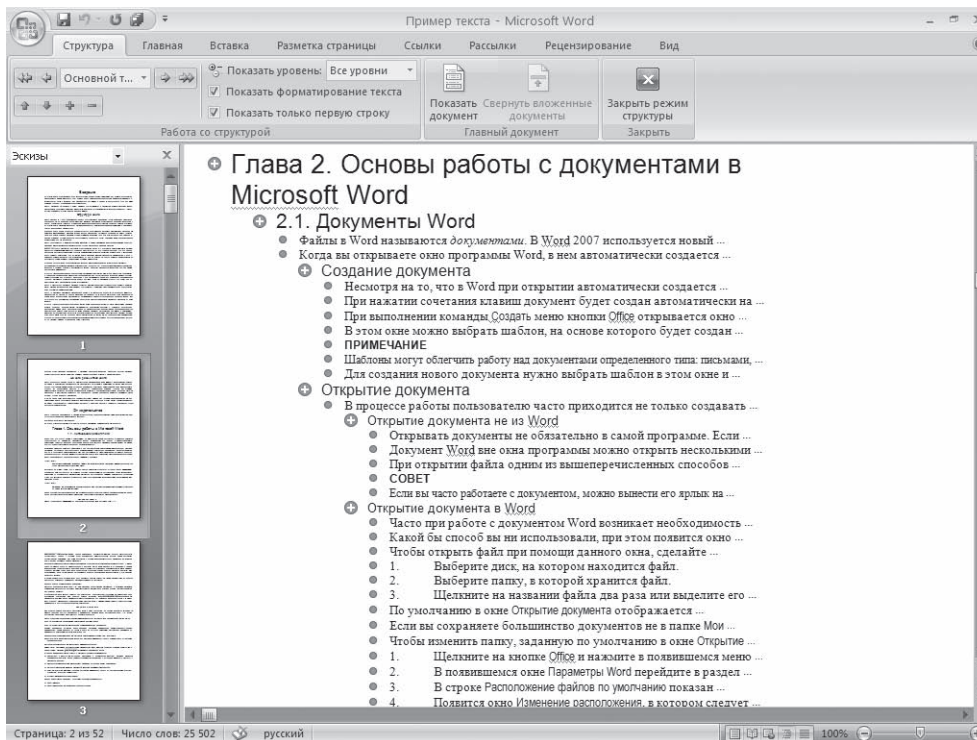 Пример текста - Microsoft Word
Структура Главная Вставка Разметка страницы Ссылки Рассылки Рецензирование Вид
Основной т...
Показать уровень: Все уровни
Показать форматирование текста
Показать только первую строку
Работа со структурой
Показать документ
Свернуть вложенные документы
Главный документ
Закрыть режим структуры
Закрыть
Эскизы
1
2
3
Глава 2. Основы работы с документами в
Microsoft Word
2.1. Документы Word
Файлы в Word называются документами. В Word 2007 используется новый ...
Когда вы открываете окно программы Word, в нем автоматически создается ...
Создание документа
Несмотря на то, что в Word при открытии автоматически создается ...
При нажатии сочетания клавиш документ будет создан автоматически на ...
При выполнении команды Создать меню кнопки Office открывается окно ...
В этом окне можно выбрать шаблон, на основе которого будет создан ...
ПРИМЕЧАНИЕ
Шаблоны могут облегчить работу над документами определенного типа: письмами, ...
Для создания нового документа нужно выбрать шаблон в этом окне и ...
Открытие документа
В процессе работы пользователю часто приходится не только создавать ...
Открытие документа не из Word
Открывать документы не обязательно в самой программе. Если ...
Документ Word вне окна программы можно открыть несколькими ...
При открытии файла одним из вышеперечисленных способов ...
СОВЕТ
Если вы часто работаете с документом, можно вынести его ярлык на ...
Открытие документа в Word
Часто при работе с документом Word возникает необходимость ...
Какой бы способ вы ни использовали, при этом появится окно ...
Чтобы открыть файл при помощи данного окна, сделайте ...
1. Выберите диск, на котором находится файл.
2. Выберите папку, в которой хранится файл.
3. Щелкните на названии файла два раза или выделите его ...
По умолчанию в окне Открытие документа отображается ...
Если вы сохраняете большинство документов не в папке Мои ...
Чтобы изменить папку, заданную по умолчанию в окне Открытие ...
1. Щелкните на кнопке Office и нажмите в появившемся меню ...
2. В появившемся окне Параметры Word перейдите в раздел ...
3. В строке Расположение файлов по умолчанию показан ...
4. Появится окно Изменение расположения, в котором следует ...
Страница: 2 из 52 Число слов: 25 502 русский 100%